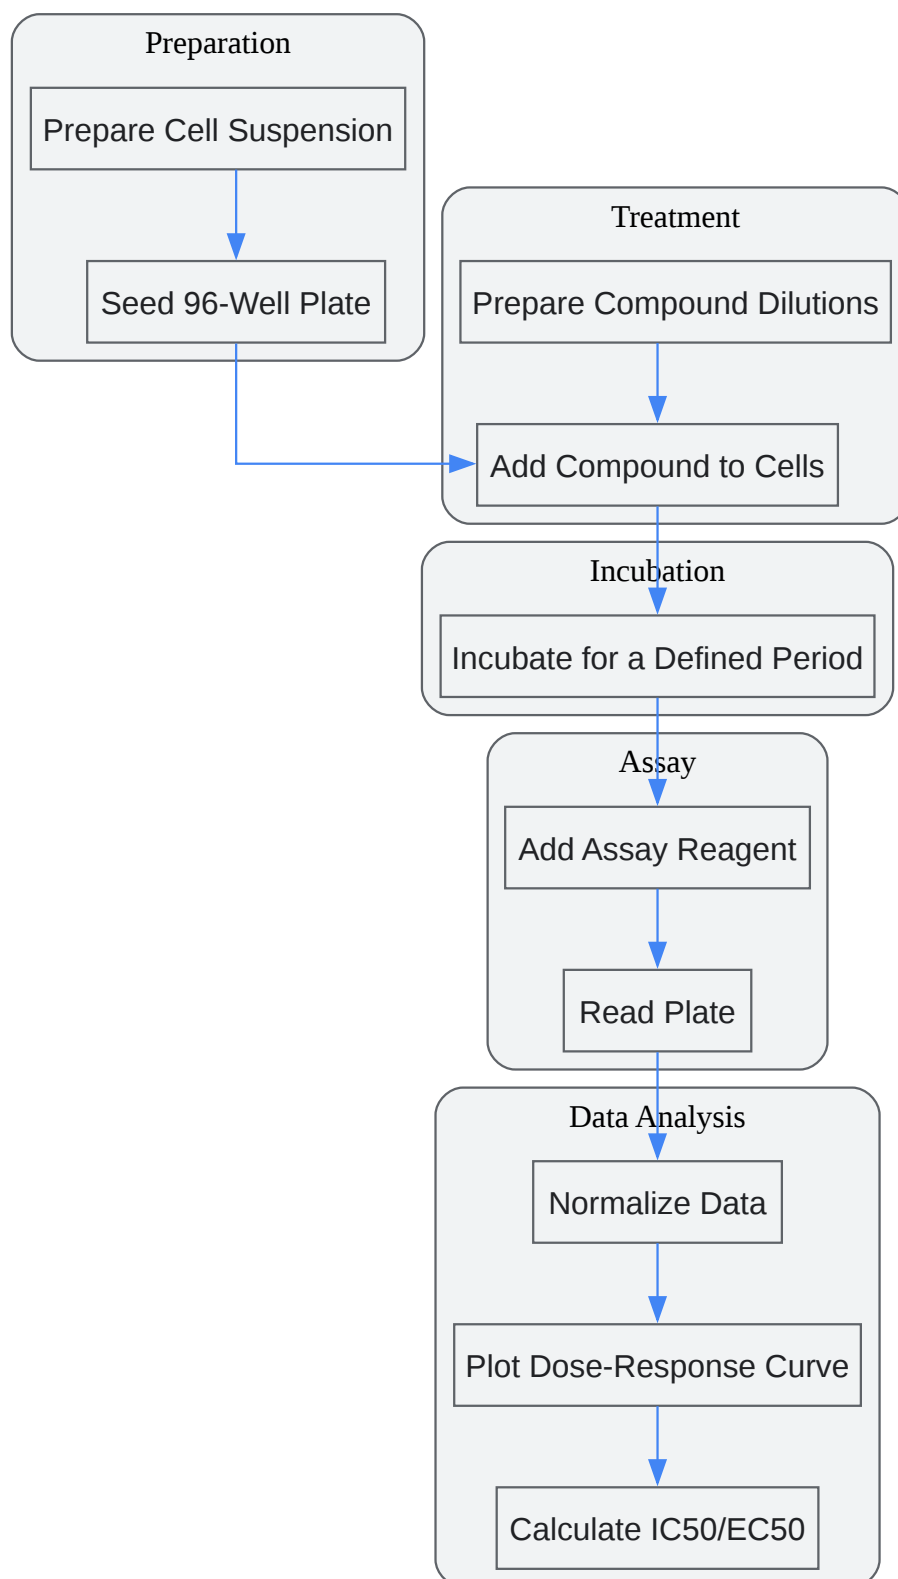 Preparation
Prepare Cell Suspension
Seed 96-Well Plate
Treatment
Prepare Compound Dilutions
Add Compound to Cells
Incubation
Incubate for a Defined Period
Assay
Add Assay Reagent
Read Plate
Data Analysis
Normalize Data
Plot Dose-Response Curve
Calculate IC50/EC50